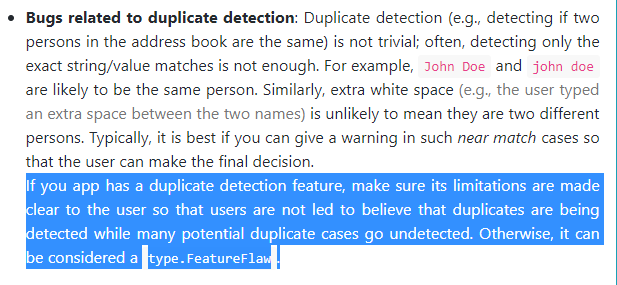 Bugs related to duplicate detection: Duplicate detection (e.g., detecting if two
persons in the address book are the same) is not trivial; often, detecting only the
exact string/value matches is not enough. For example, John Doe and john doe
are likely to be the same person. Similarly, extra white space (e.g., the user typed
an extra space between the two names) is unlikely to mean they are two different
persons. Typically, it is best if you can give a warning in such near match cases so
that the user can make the final decision.
If you app has a duplicate detection feature, make sure its limitations are made
clear to the user so that users are not led to believe that duplicates are being
detected while many potential duplicate cases go undetected. Otherwise, it can
be considered a type.FeatureFlaw.